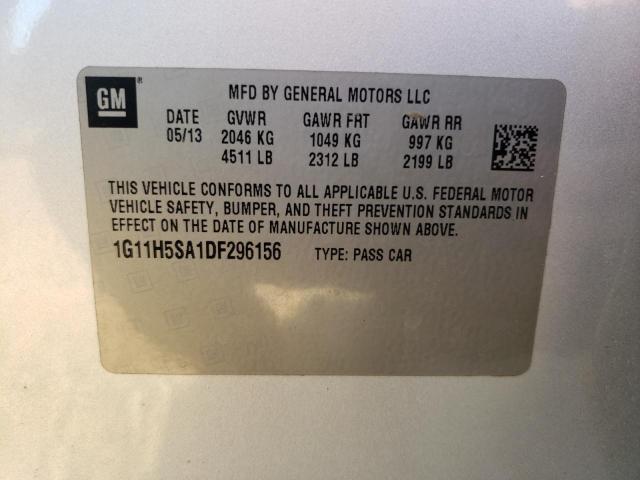 GM ®
MFD BY GENERAL MOTORS LLC
DATE GVWR GAWR FRT GAWR RR
05/13 2046 KG 1049 KG 997 KG
4511 LB 2312 LB 2199 LB
THIS VEHICLE CONFORMS TO ALL APPLICABLE U.S. FEDERAL MOTOR
VEHICLE SAFETY, BUMPER, AND THEFT PREVENTION STANDARDS IN
EFFECT ON THE DATE OF MANUFACTURE SHOWN ABOVE.
1G11H5SA1DF296156 TYPE: PASS CAR